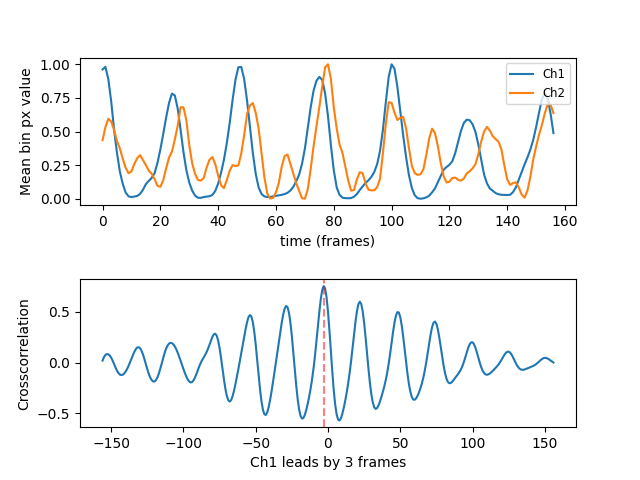 1.00
0.75
0.50
0.25
0.00
Mean bin px value
Ch1
Ch2
0 20 40 60 80 100 120 140 160
time (frames)
0.5
0.0
−0.5
Crosscorrelation
−150 −100 −50 0 50 100 150
Ch1 leads by 3 frames